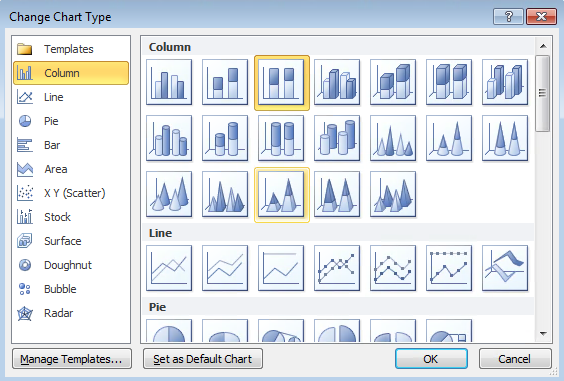 Change Chart Type
Templates
Column
Line
Pie
Bar
Area
X Y (Scatter)
Stock
Surface
Doughnut
Bubble
Radar
Column
Line
Pie
Manage Templates...
Set as Default Chart
OK
Cancel